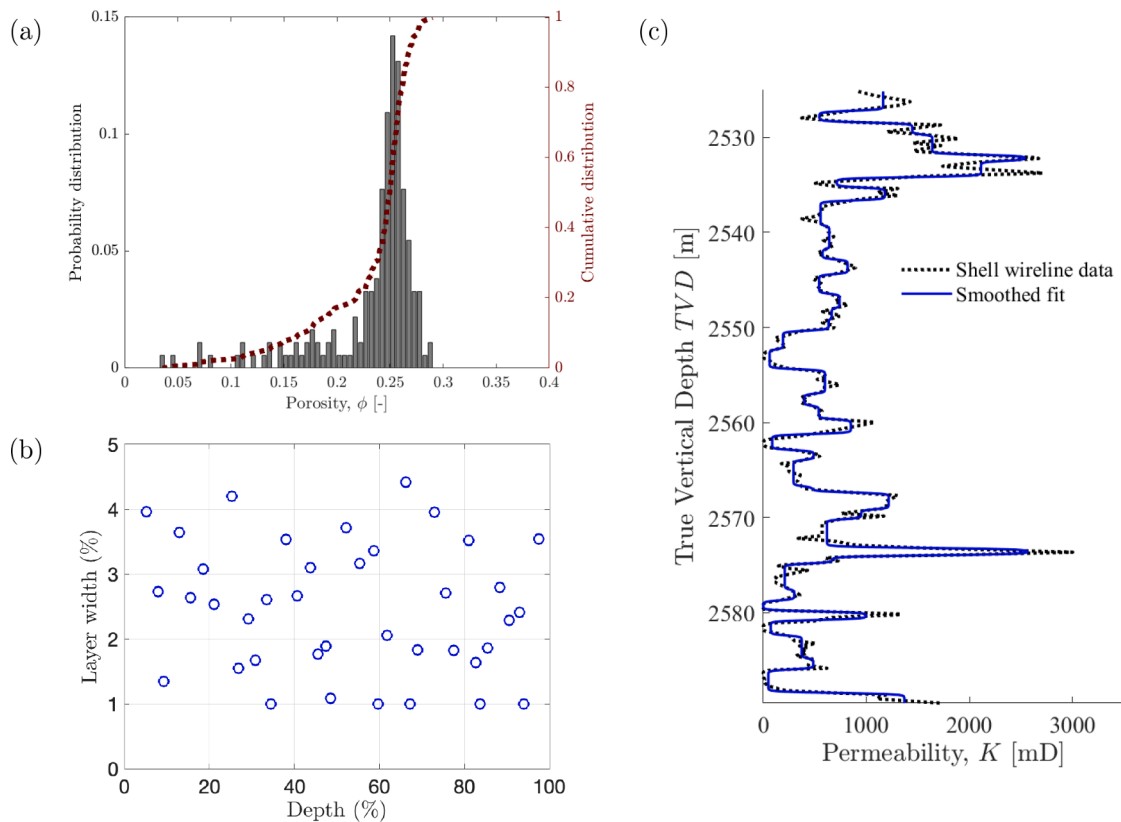 (a)
0.15
0.1
0.05
0
Probability distribution
1
0.8
0.6
0.4
0.2
0
Cumulative distribution
0 0.05 0.1 0.15 0.2 0.25 0.3 0.35 0.4
Porosity, ϕ [-]
(b)
5
4
3
2
1
0
Layer width (%)
0 20 40 60 80 100
Depth (%)
(c)
2530
2540
2550
2560
2570
2580
True Vertical Depth TVD [m]
Shell wireline data
Smoothed fit
0 1000 2000 3000
Permeability, K [mD]